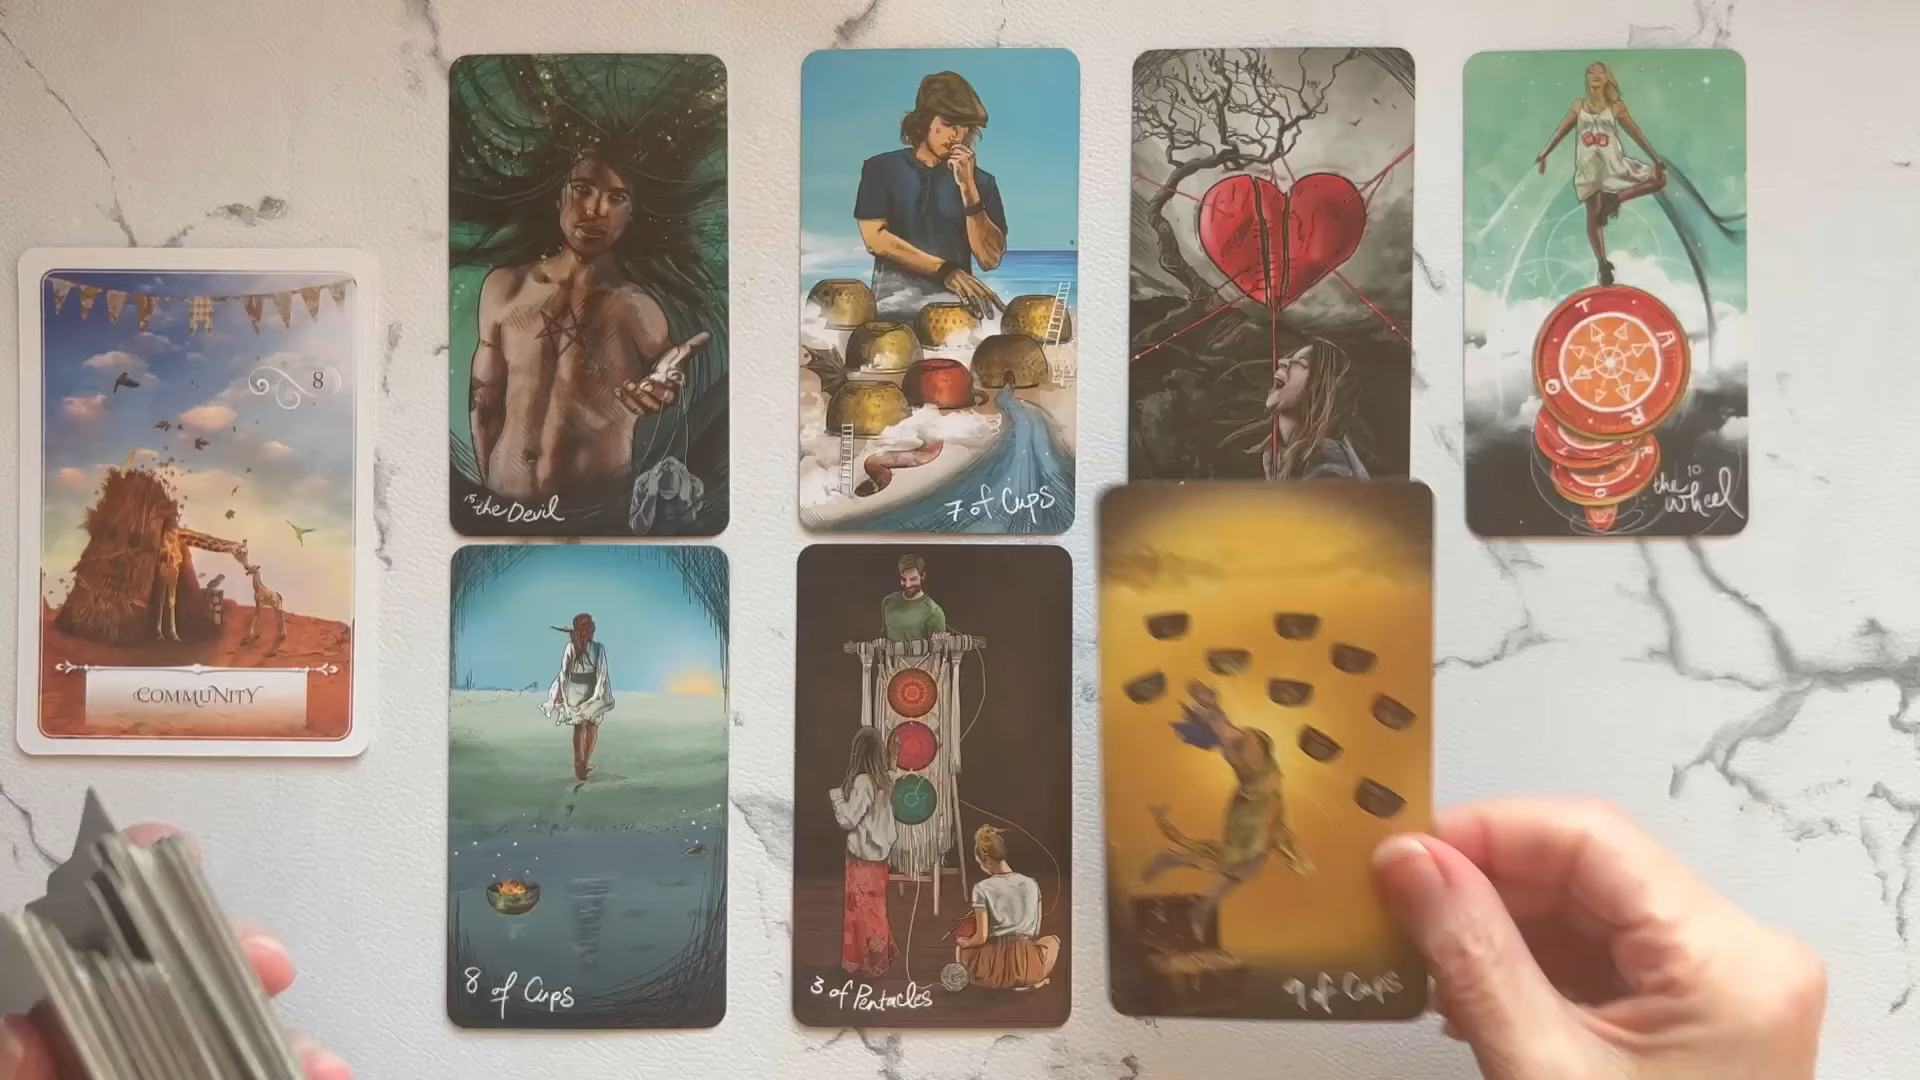 8
COMMUNITY
15
the Devil
7 of Cups
T
A
R
O
10
the
Wheel
8 of Cups
3 of Pentacles
9 of Cups